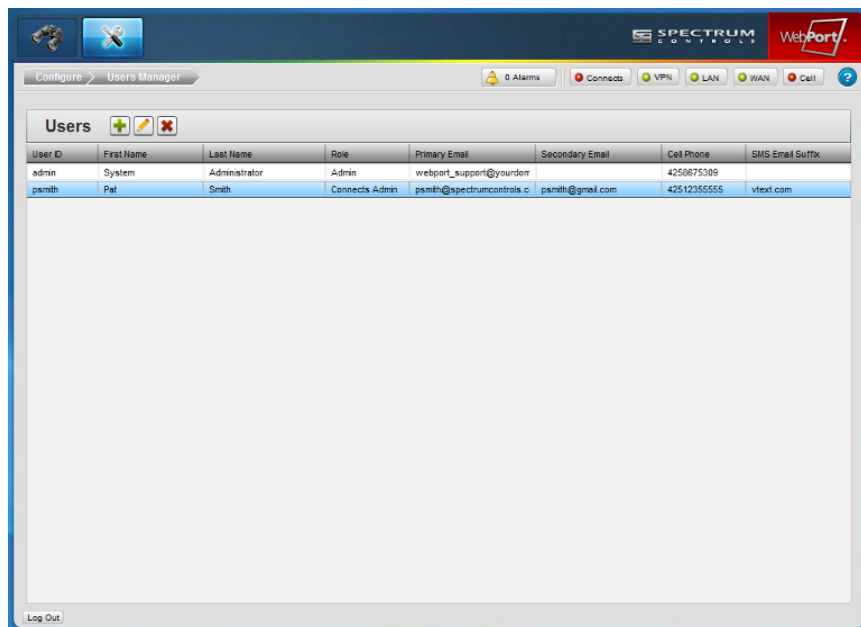 SPECTRUM
CONTROLS
WebPort
Configure Users Manager 0 Alarms Connects VPN LAN WAN Cell ?
Users
User ID First Name Last Name Role Primary Email Secondary Email Cell Phone SMS Email Suffix
admin System Administrator Admin webport_support@yourdom 4258675309
psmith Pat Smith Connects Admin psmith@spectrumcontrols.c psmith@gmail.com 42512355555 vtext.com
Log Out